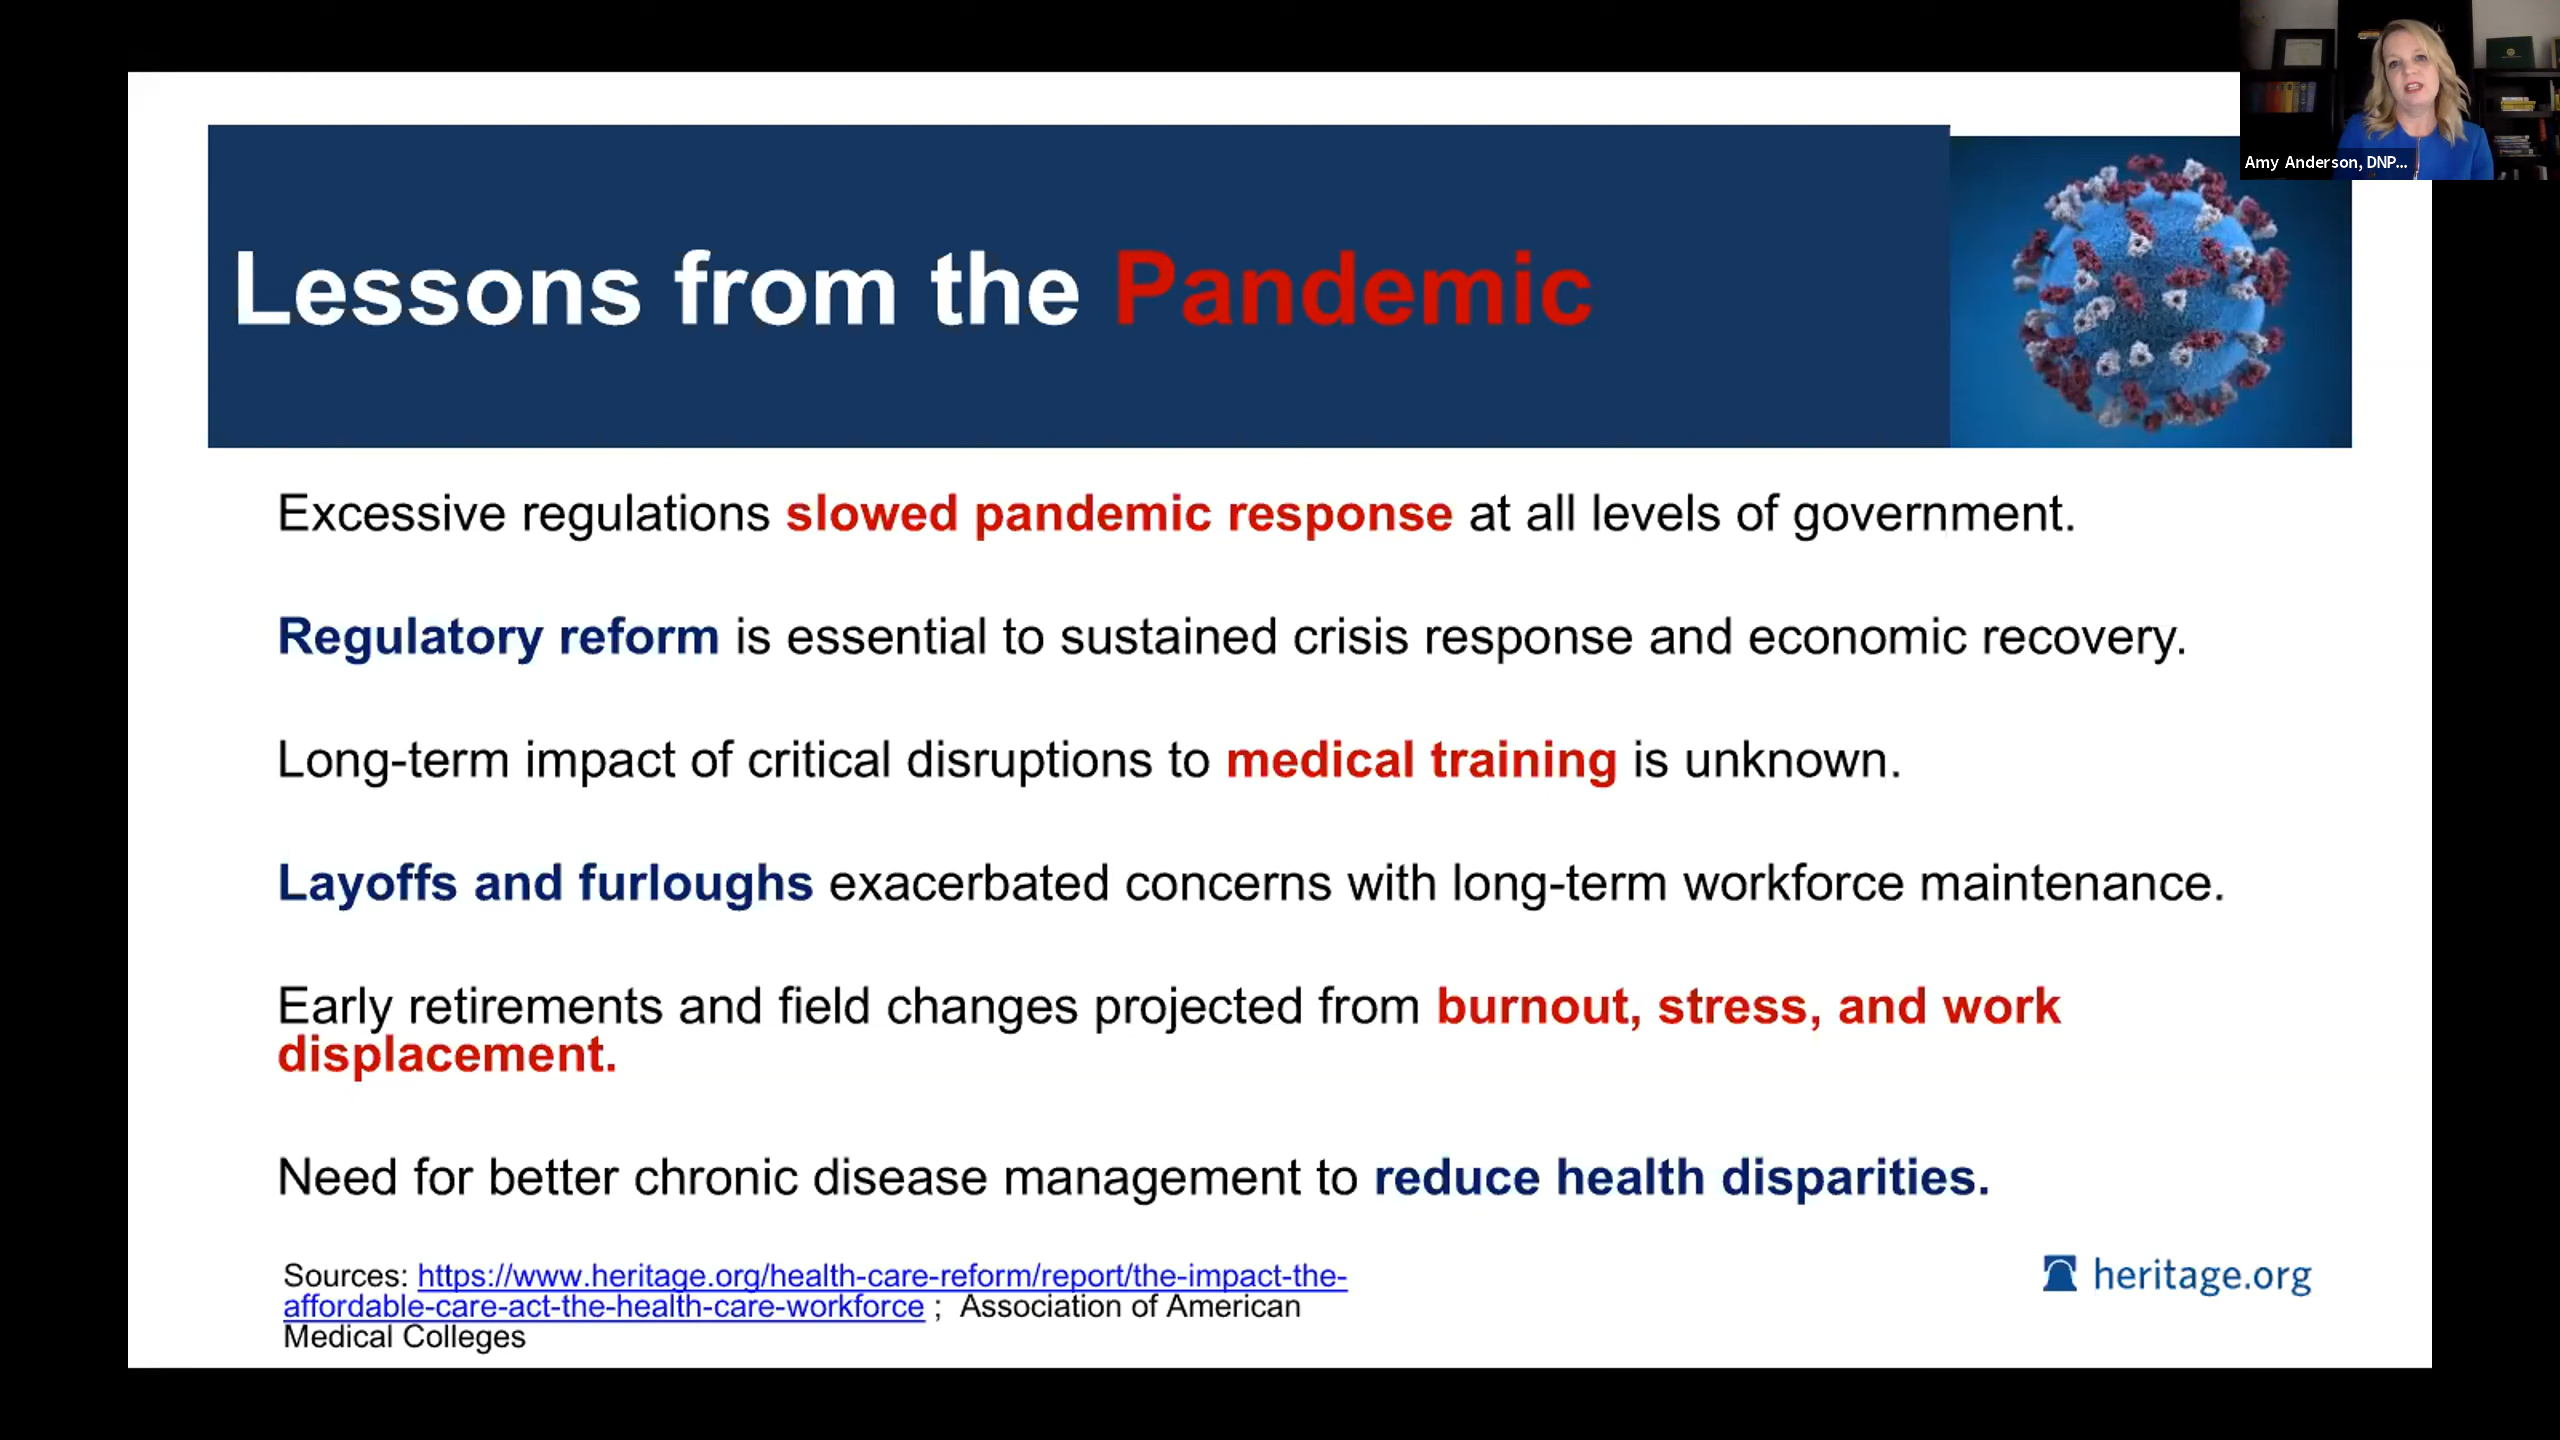 Amy Anderson, DNP...
Lessons from the Pandemic
Excessive regulations slowed pandemic response at all levels of government.
Regulatory reform is essential to sustained crisis response and economic recovery.
Long-term impact of critical disruptions to medical training is unknown.
Layoffs and furloughs exacerbated concerns with long-term workforce maintenance.
Early retirements and field changes projected from burnout, stress, and work
displacement.
Need for better chronic disease management to reduce health disparities.
Sources: https://www.heritage.org/health-care-reform/report/the-impact-the-
affordable-care-act-the-health-care-workforce ; Association of American
Medical Colleges
heritage.org